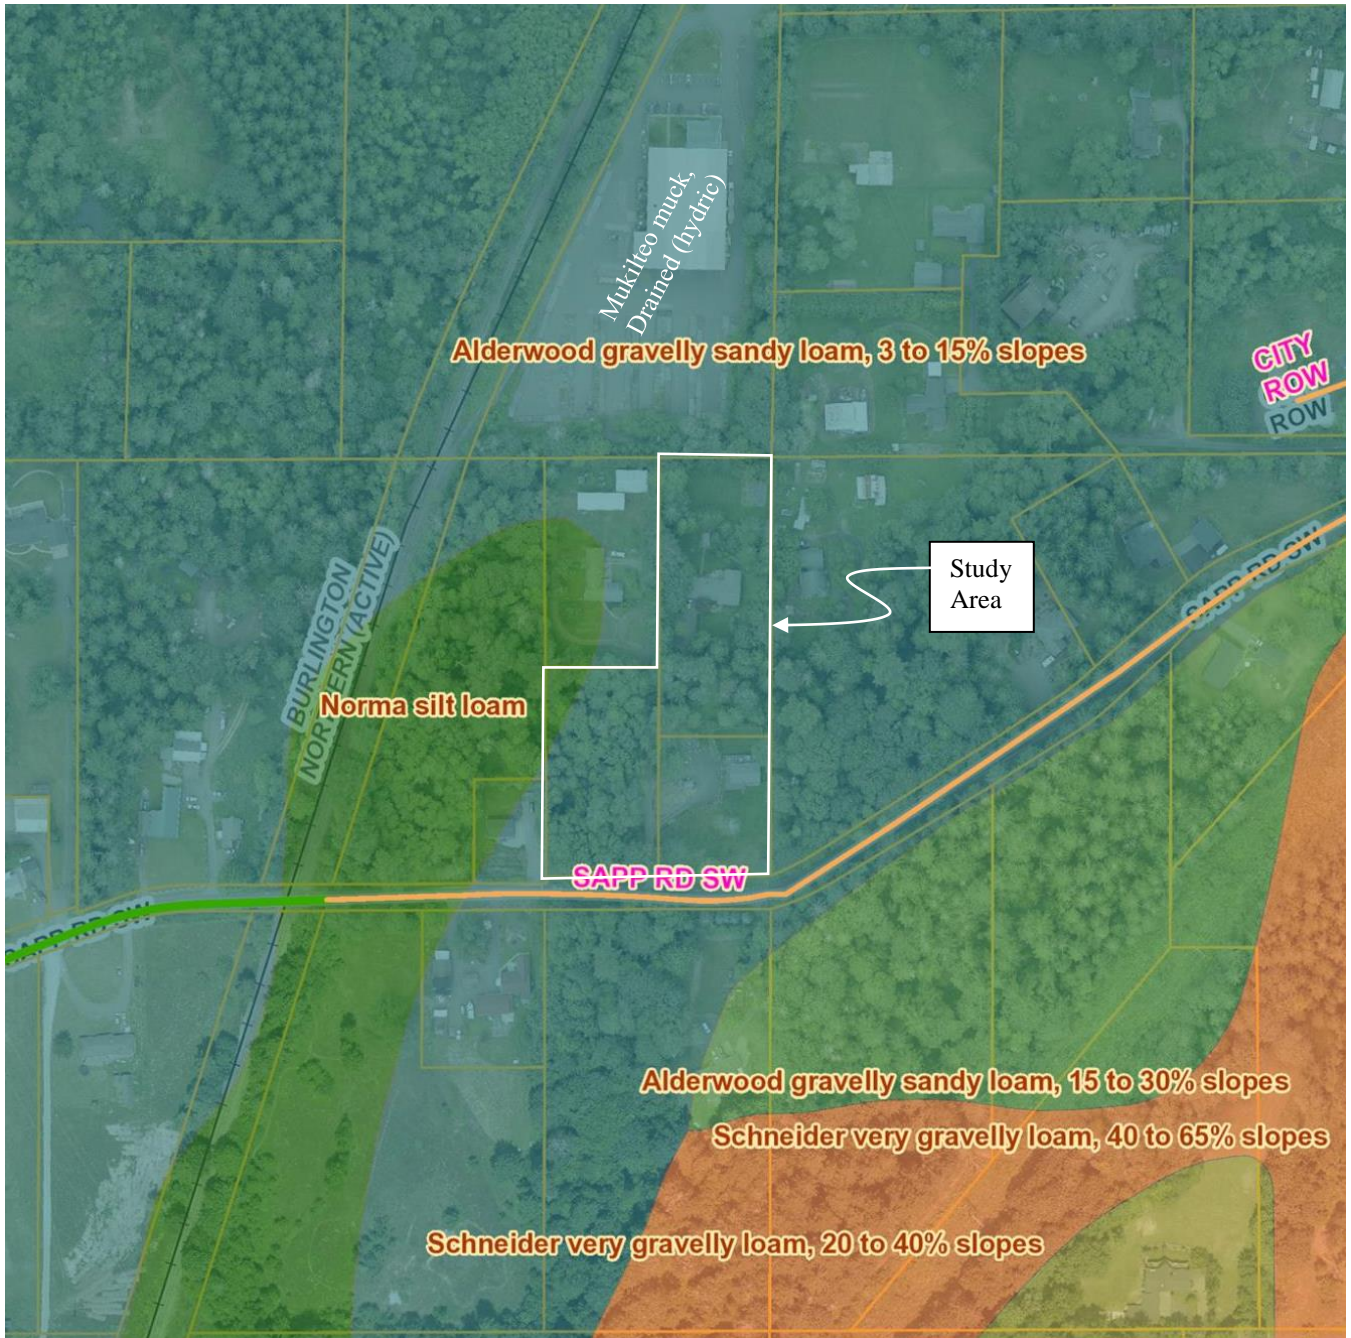 Mukilteo muck,
Drained (hydric)
Alderwood gravelly sandy loam, 3 to 15% slopes
CITY
ROW
ROW
BURLINGTON
NORTHERN (ACTIVE)
Study
Area
SAPP RD SW
Norma silt loam
SAPP RD SW
SAPP RD SW
Alderwood gravelly sandy loam, 15 to 30% slopes
Schneider very gravelly loam, 40 to 65% slopes
Schneider very gravelly loam, 20 to 40% slopes